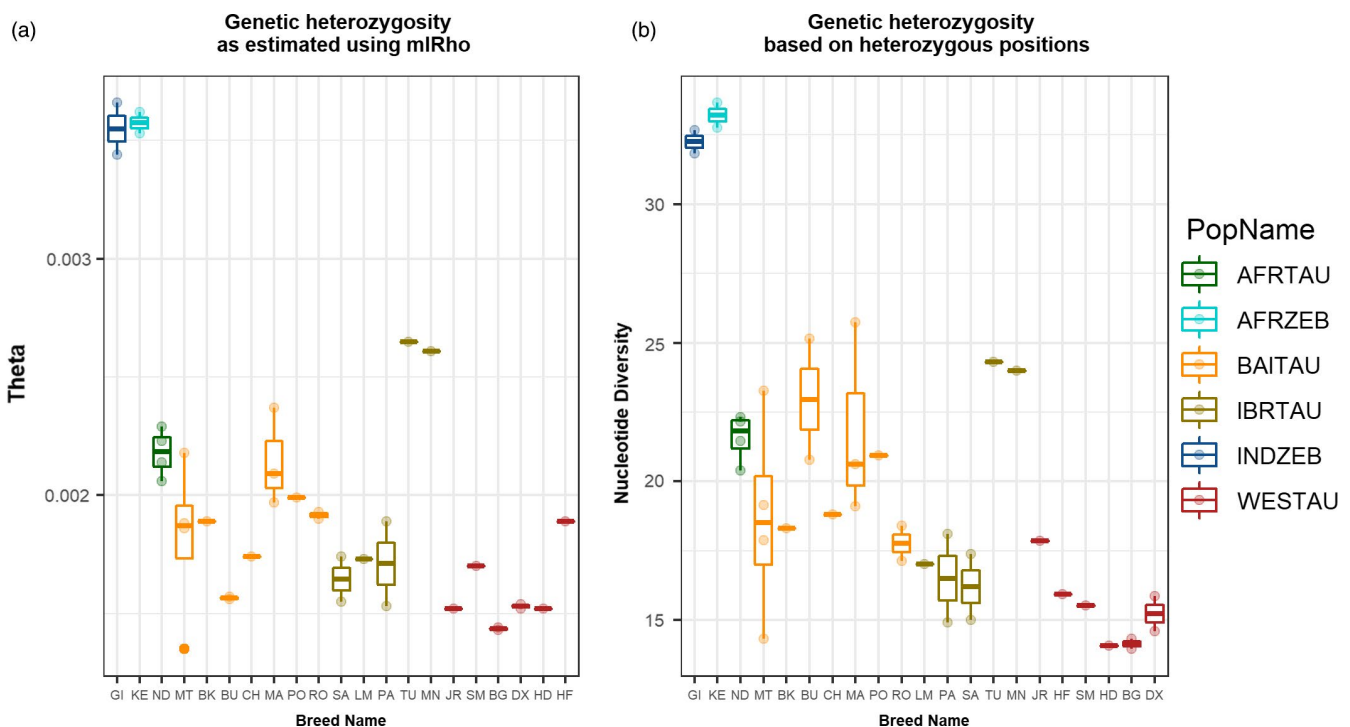 (a)
Genetic heterozygosity
as estimated using mlRho
Theta
0.003
0.002
GI KE ND MT BK BU CH MA PO RO SA LM PA TU MN JR SM BG DX HD HF
Breed Name
(b)
Genetic heterozygosity
based on heterozygous positions
Nucleotide Diversity
30
25
20
15
GI KE ND MT BK BU CH MA PO RO LM PA SA TU MN JR HF SM HD BG DX
Breed Name
PopName
AFRTAU
AFRZEB
BAITAU
IBRTAU
INDZEB
WESTAU